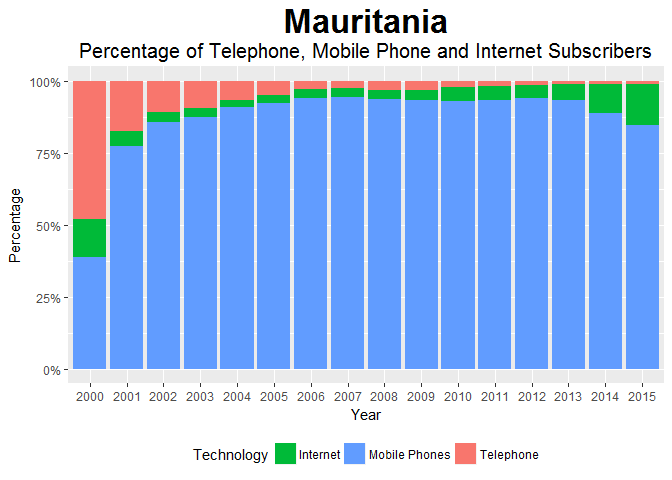 Mauritania
Percentage of Telephone, Mobile Phone and Internet Subscribers
100%
75%
50%
25%
0%
Percentage
2000 2001 2002 2003 2004 2005 2006 2007 2008 2009 2010 2011 2012 2013 2014 2015
Year
Technology Internet Mobile Phones Telephone